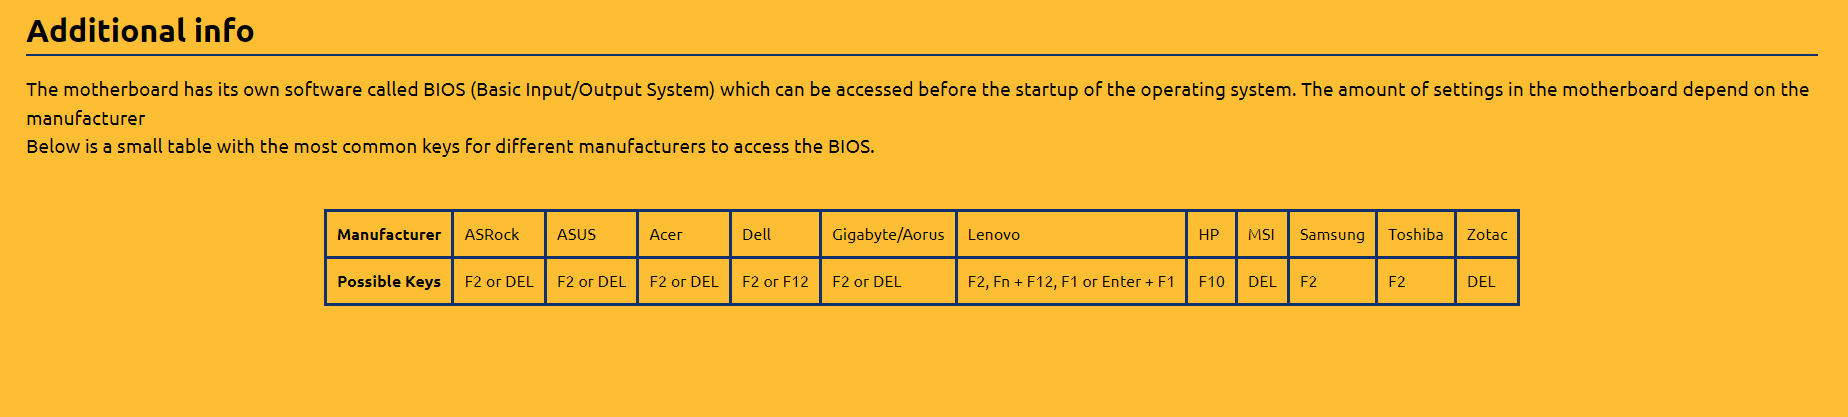 Additional info
The motherboard has its own software called BIOS (Basic Input/Output System) which can be accessed before the startup of the operating system. The amount of settings in the motherboard depend on the
manufacturer
Below is a small table with the most common keys for different manufacturers to access the BIOS.
Manufacturer ASRock ASUS Acer Dell Gigabyte/Aorus Lenovo HP MSI Samsung Toshiba Zotac
Possible Keys F2 or DEL F2 or DEL F2 or DEL F2 or F12 F2 or DEL F2, Fn + F12, F1 or Enter + F1 F10 DEL F2 F2 DEL